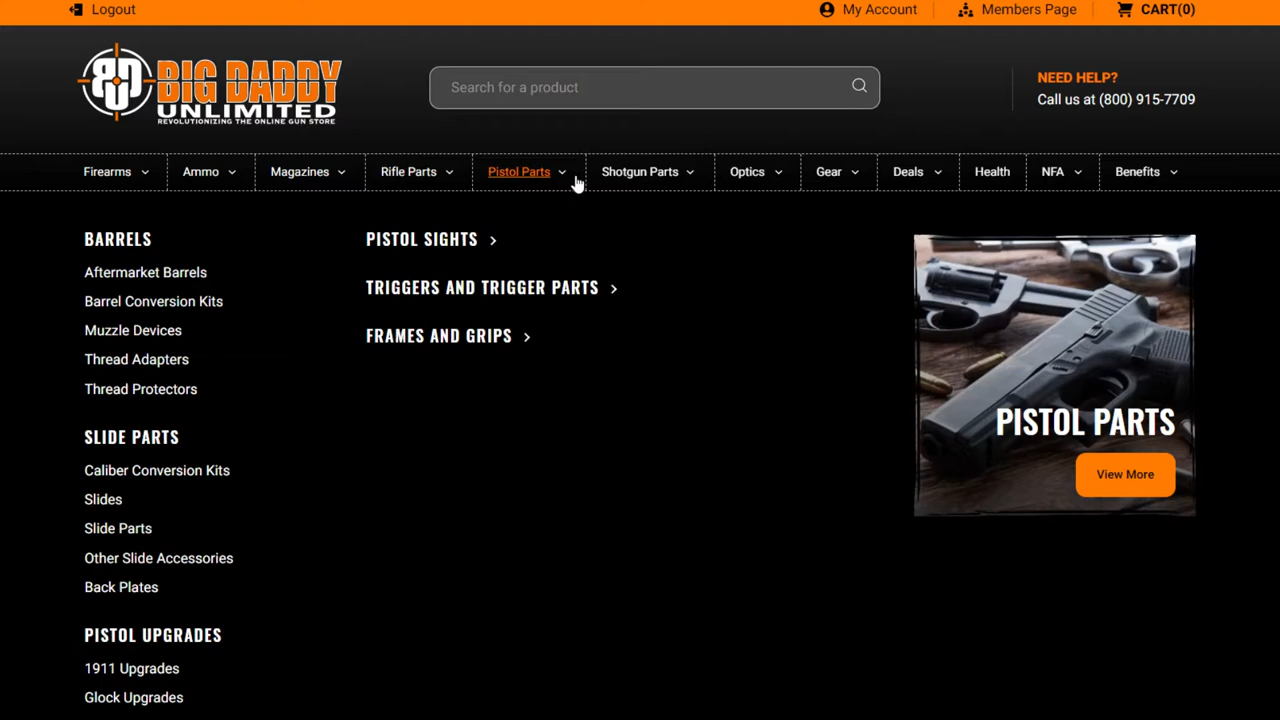 Logout
My Account
Members Page
CART(0)
BIG DADDY
UNLIMITED
REVOLUTIONIZING THE ONLINE GUN STORE
Search for a product
NEED HELP?
Call us at (800) 915-7709
Firearms
Ammo
Magazines
Rifle Parts
Pistol Parts
Shotgun Parts
Optics
Gear
Deals
Health
NFA
Benefits
BARRELS
Aftermarket Barrels
Barrel Conversion Kits
Muzzle Devices
Thread Adapters
Thread Protectors
SLIDE PARTS
Caliber Conversion Kits
Slides
Slide Parts
Other Slide Accessories
Back Plates
PISTOL UPGRADES
1911 Upgrades
Glock Upgrades
PISTOL SIGHTS
TRIGGERS AND TRIGGER PARTS
FRAMES AND GRIPS
PISTOL PARTS
View More